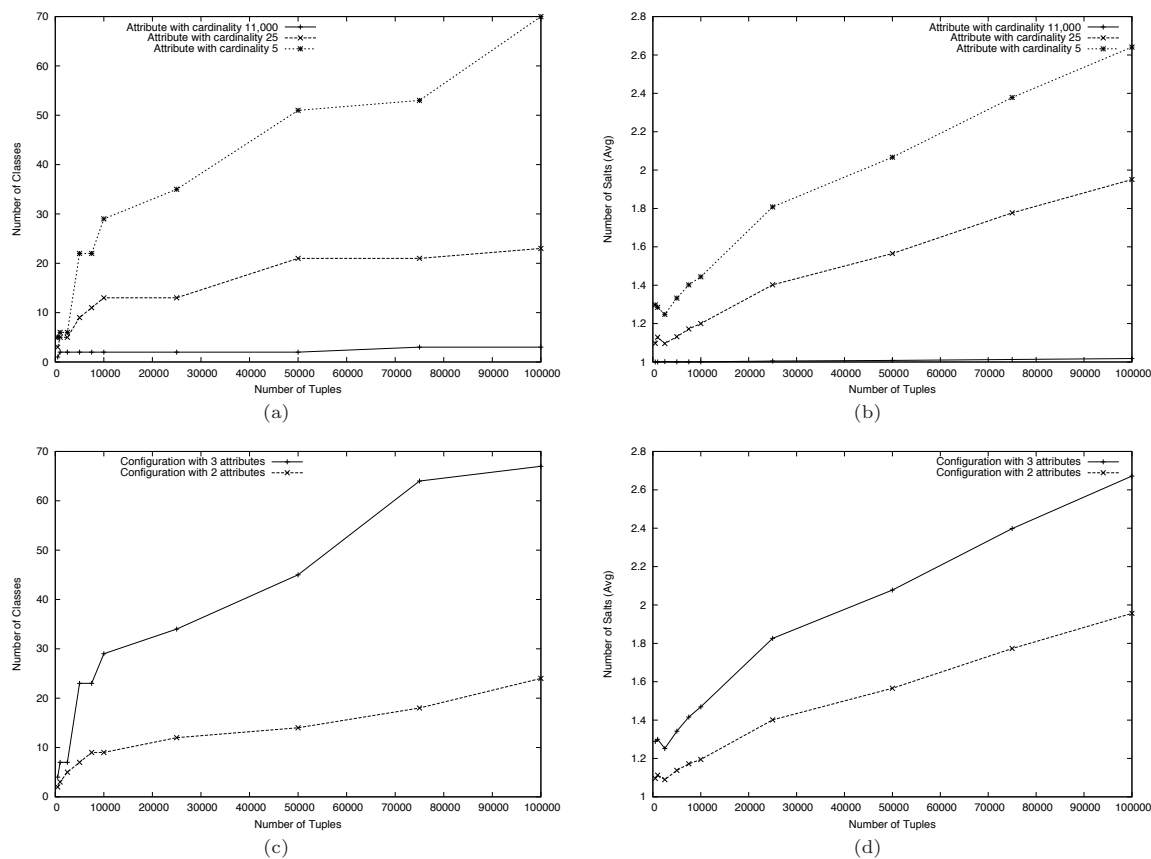 70
60
50
40
30
20
10
0
Number of Classes
Attribute with cardinality 11,000
Attribute with cardinality 25
Attribute with cardinality 5
0 10000 20000 30000 40000 50000 60000 70000 80000 90000 100000
Number of Tuples
(a)
2.8
2.6
2.4
2.2
2
1.8
1.6
1.4
1.2
1
Number of Salts (Avg)
Attribute with cardinality 11,000
Attribute with cardinality 25
Attribute with cardinality 5
0 10000 20000 30000 40000 50000 60000 70000 80000 90000 100000
Number of Tuples
(b)
70
60
50
40
30
20
10
0
Number of Classes
Configuration with 3 attributes
Configuration with 2 attributes
0 10000 20000 30000 40000 50000 60000 70000 80000 90000 100000
Number of Tuples
(c)
2.8
2.6
2.4
2.2
2
1.8
1.6
1.4
1.2
1
Number of Salts (Avg)
Configuration with 3 attributes
Configuration with 2 attributes
0 10000 20000 30000 40000 50000 60000 70000 80000 90000 100000
Number of Tuples
(d)